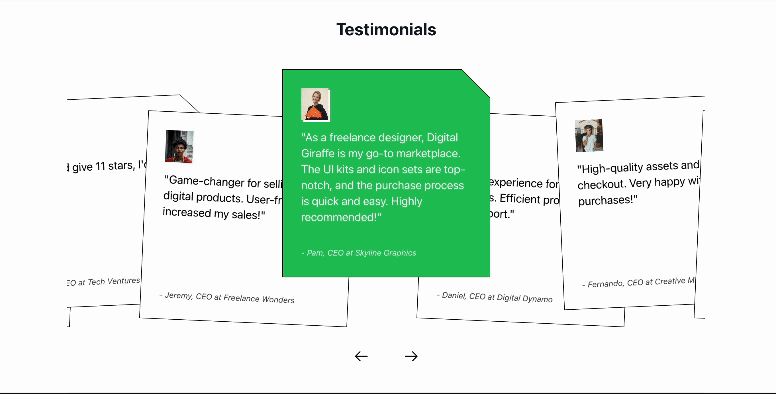 Testimonials
d give 11 stars, I'd
EO at Tech Ventures
"Game-changer for selli
digital products. User-fr
increased my sales!"
- Jeremy, CEO at Freelance Wonders
"As a freelance designer, Digital
Giraffe is my go-to marketplace.
The UI kits and icon sets are top-
notch, and the purchase process
is quick and easy. Highly
recommended!"
- Pam, CEO at Skyline Graphics
experience for
s. Efficient pro
port."
- Daniel, CEO at Digital Dynamo
"High-quality assets and
checkout. Very happy wi
purchases!"
- Fernando, CEO at Creative M